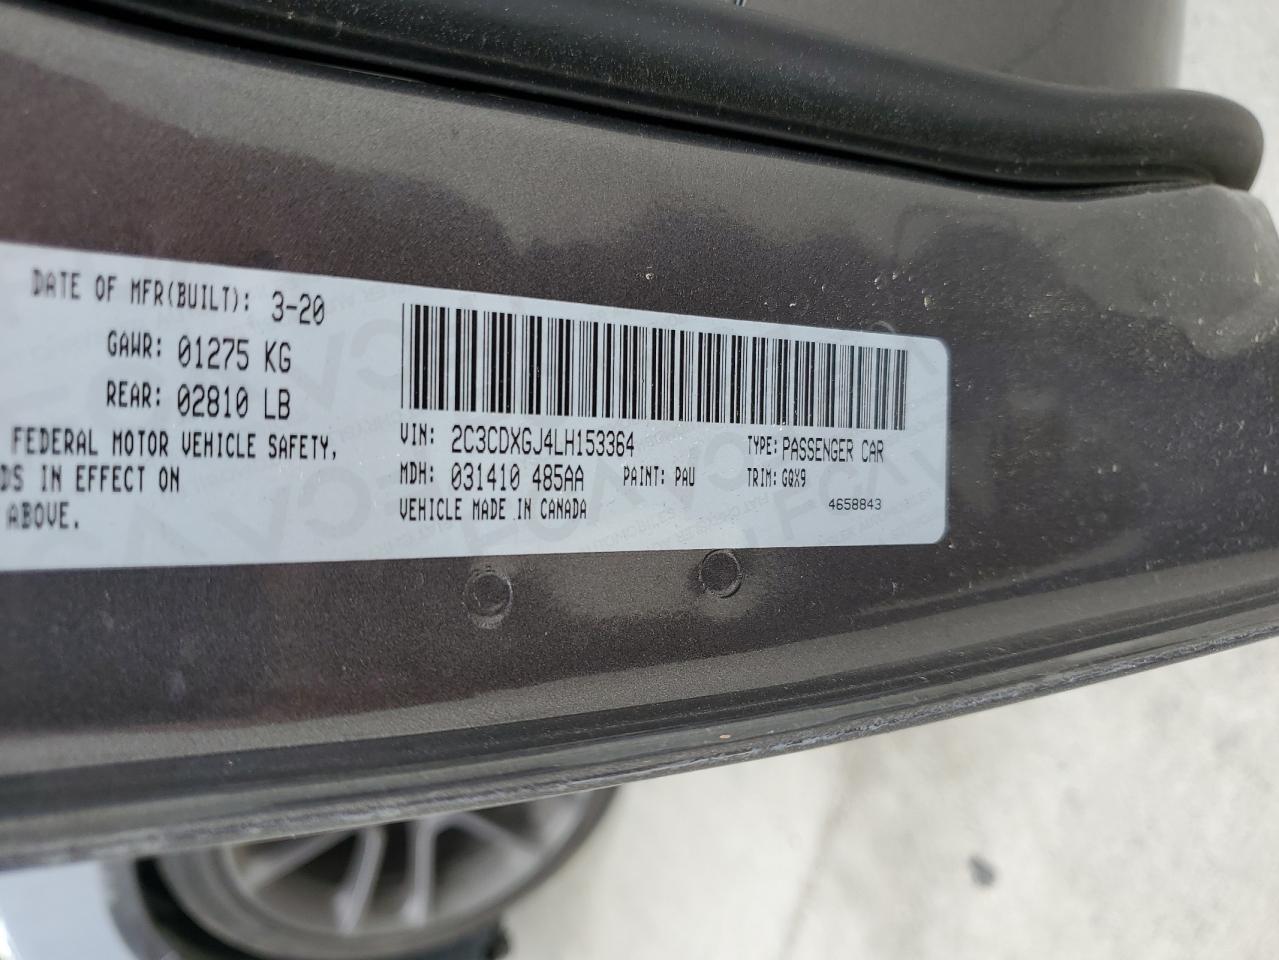 DATE OF MFR(BUILT): 3-20
GAWR: 01275 KG
REAR: 02810 LB
FEDERAL MOTOR VEHICLE SAFETY,
DS IN EFFECT ON
ABOVE.
VIN: 2C3CDXGJ4LH153364 TYPE: PASSENGER CAR
MDH: 031410 485AA PAINT: PAU TRIM: GQX9
VEHICLE MADE IN CANADA 4658843